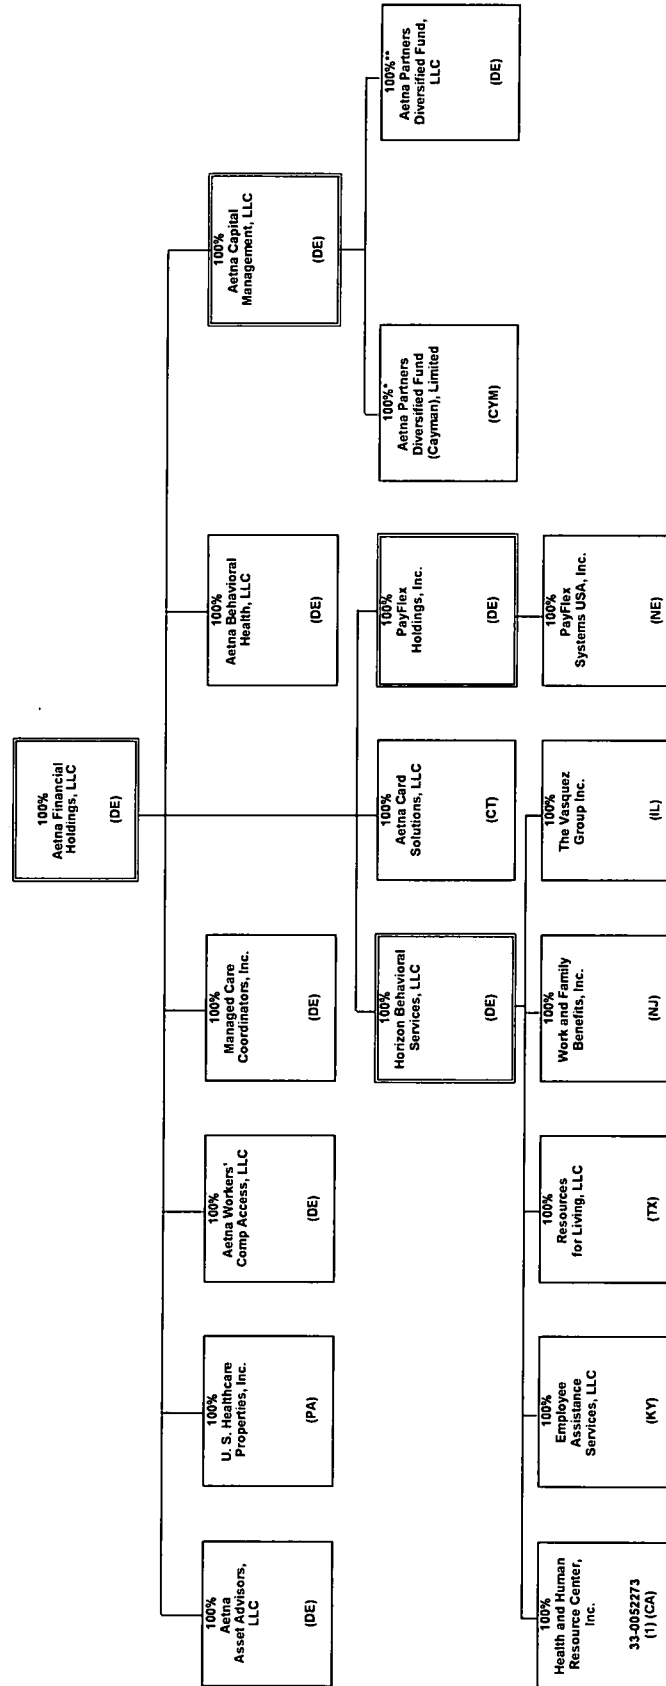 100%
Aetna Financial
Holdings, LLC
(DE)
100%
Aetna
Asset Advisors,
LLC
(DE)
100%
U. S. Healthcare
Properties, Inc.
(PA)
100%
Aetna Workers'
Comp Access, LLC
(DE)
100%
Managed Care
Coordinators, Inc.
(DE)
100%
Aetna Behavioral
Health, LLC
(DE)
100%
Aetna Capital
Management, LLC
(DE)
100%
Horizon Behavioral
Services, LLC
(DE)
100%
Aetna Card
Solutions, LLC
(CT)
100%
PayFlex
Holdings, Inc.
(DE)
100%*
Aetna Partners
Diversified Fund
(Cayman), Limited
(CYM)
100%**
Aetna Partners
Diversified Fund,
LLC
(DE)
100%
Health and Human
Resource Center,
Inc.
33-0052273
(1) (CA)
100%
Employee
Assistance
Services, LLC
(KY)
100%
Resources
for Living, LLC
(TX)
100%
Work and Family
Benefits, Inc.
(NJ)
100%
The Vasquez
Group Inc.
(IL)
100%
PayFlex
Systems USA, Inc.
(NE)